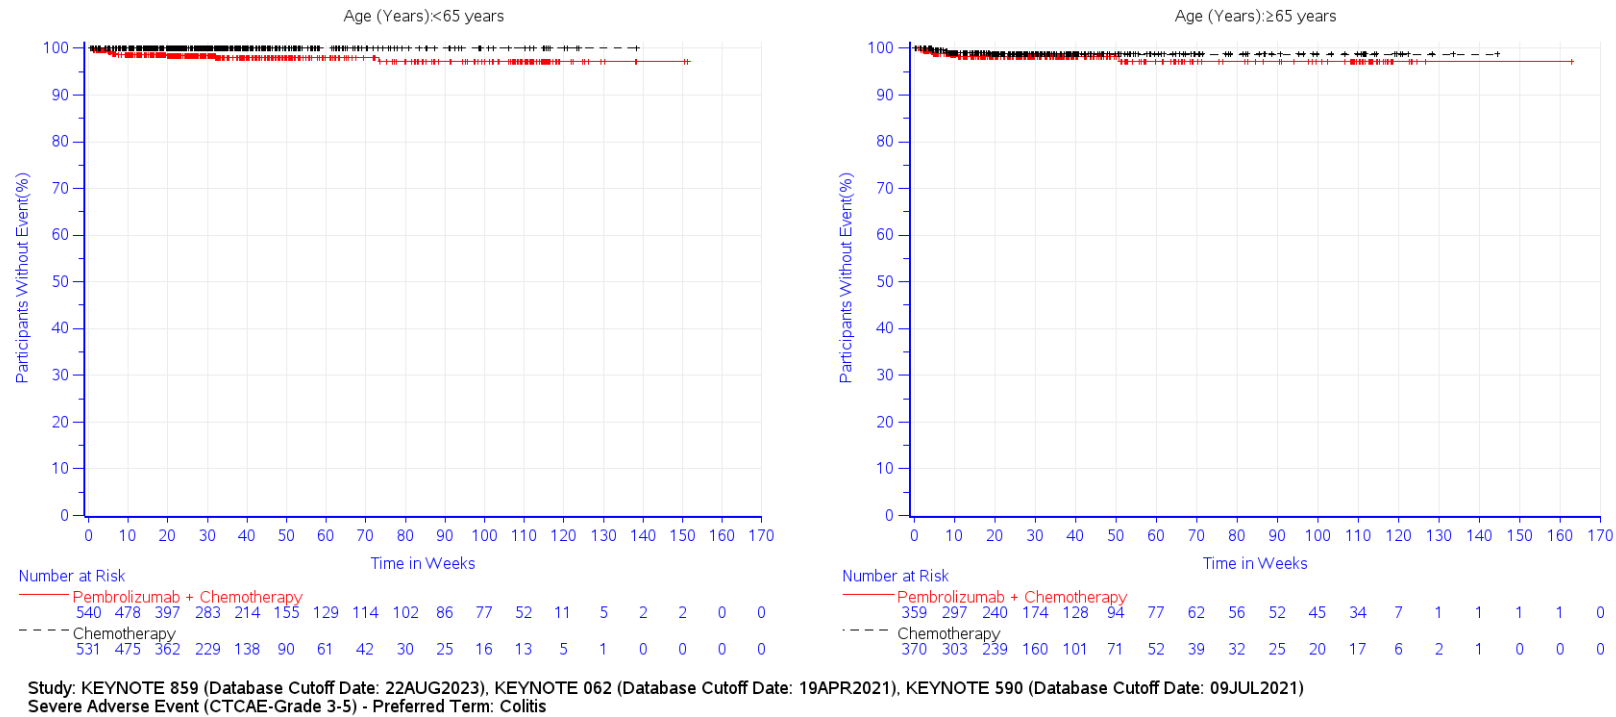 Age (Years):<65 years
Participants Without Event(%)
100
90
80
70
60
50
40
30
20
10
0
0 10 20 30 40 50 60 70 80 90 100 110 120 130 140 150 160 170
Time in Weeks
Number at Risk
Pembrolizumab + Chemotherapy
540 478 397 283 214 155 129 114 102 86 77 52 11 5 2 2 0 0
Chemotherapy
531 475 362 229 138 90 61 42 30 25 16 13 5 1 0 0 0 0
Age (Years):≥65 years
Participants Without Event(%)
100
90
80
70
60
50
40
30
20
10
0
0 10 20 30 40 50 60 70 80 90 100 110 120 130 140 150 160 170
Time in Weeks
Number at Risk
Pembrolizumab + Chemotherapy
359 297 240 174 128 94 77 62 56 52 45 34 7 1 1 1 1 0
Chemotherapy
370 303 239 160 101 71 52 39 32 25 20 17 6 2 1 0 0 0
Study: KEYNOTE 859 (Database Cutoff Date: 22AUG2023), KEYNOTE 062 (Database Cutoff Date: 19APR2021), KEYNOTE 590 (Database Cutoff Date: 09JUL2021)
Severe Adverse Event (CTCAE-Grade 3-5) - Preferred Term: Colitis